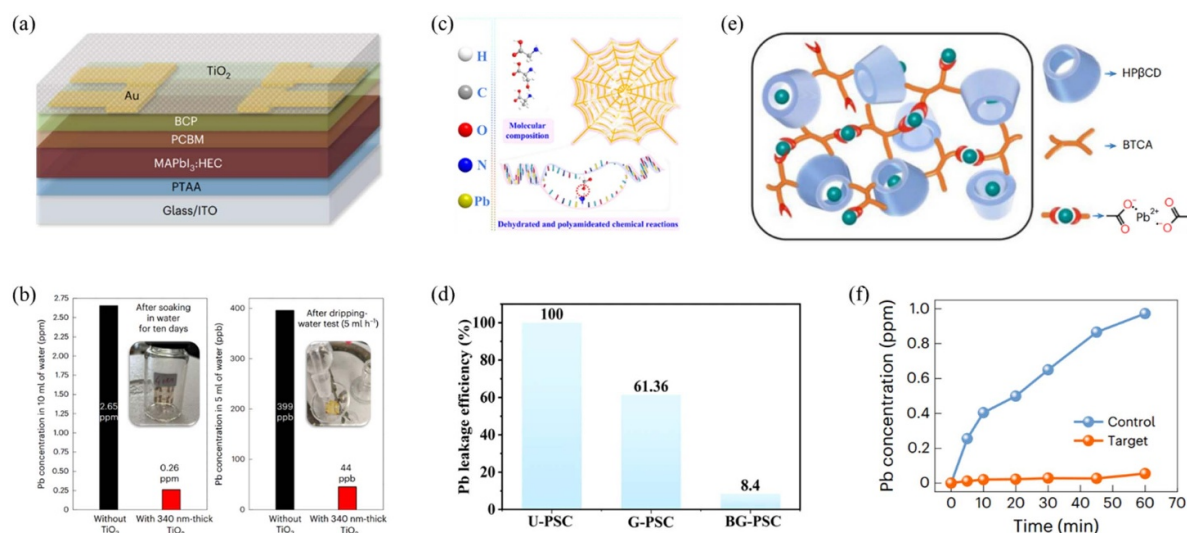 (a)
TiO2
Au
BCP
PCBM
MAPbI3:HEC
PTAA
Glass/ITO
(c)
H
C
O
N
Pb
Molecular
composition
Dehydrated and polyamideated chemical reactions
(e)
HPβCD
BTCA
O
O−
Pb2+
O−
O
(b)
Pb concentration in 10 ml of water (ppm)
2.75
2.50
2.25
2.00
1.75
1.50
1.25
1.00
0.75
0.50
0.25
0
After soaking
in water
for ten days
2.65
ppm
0.26
ppm
Without
TiO2
With 340 nm-thick
TiO2
Pb concentration in 5 ml of water (ppb)
400
300
200
100
0
After dripping-
water test (5 ml h−1)
399
ppb
44
ppb
Without
TiO2
With 340 nm-thick
TiO2
(d)
Pb leakage efficiency (%)
100
80
60
40
20
0
100
61.36
8.4
U-PSC
G-PSC
BG-PSC
(f)
Pb concentration (ppm)
1.0
0.8
0.6
0.4
0.2
0
Control
Target
0 10 20 30 40 50 60 70
Time (min)